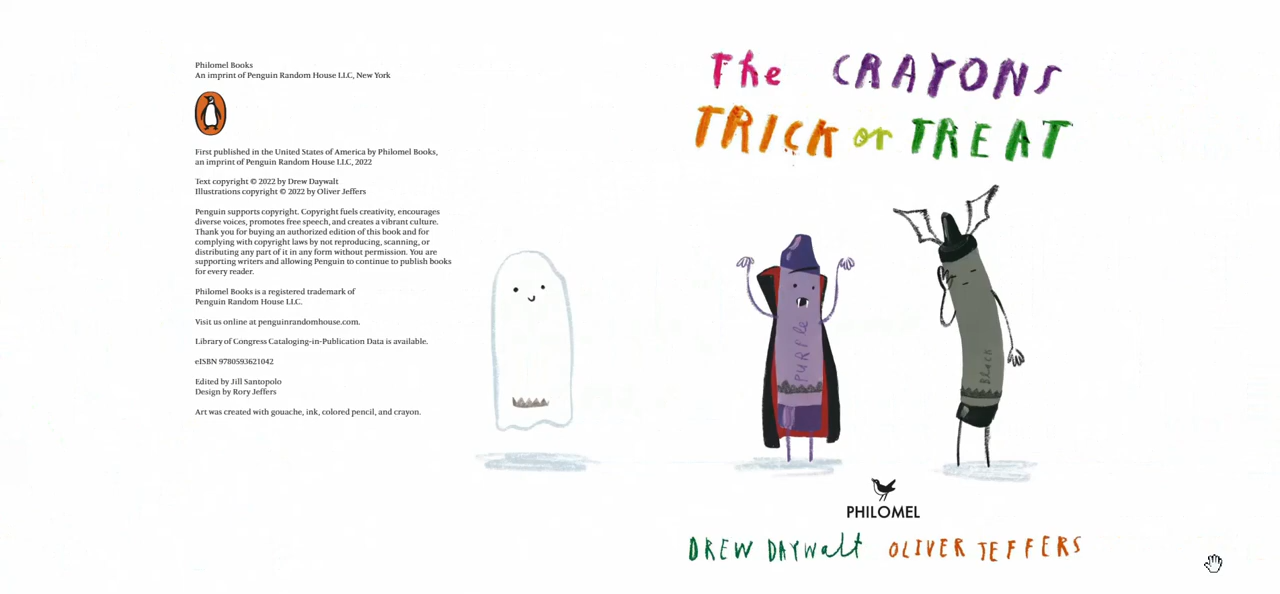 Philomel Books
An imprint of Penguin Random House LLC, New York
First published in the United States of America by Philomel Books,
an imprint of Penguin Random House LLC, 2022
Text copyright © 2022 by Drew Daywalt
Illustrations copyright © 2022 by Oliver Jeffers
Penguin supports copyright. Copyright fuels creativity, encourages
diverse voices, promotes free speech, and creates a vibrant culture.
Thank you for buying an authorized edition of this book and for
complying with copyright laws by not reproducing, scanning, or
distributing any part of it in any form without permission. You are
supporting writers and allowing Penguin to continue to publish books
for every reader.
Philomel Books is a registered trademark of
Penguin Random House LLC.
Visit us online at penguinrandomhouse.com.
Library of Congress Cataloging-in-Publication Data is available.
eISBN 9780593621042
Edited by Jill Santopolo
Design by Rory Jeffers
Art was created with gouache, ink, colored pencil, and crayon.
The CRAYONS
TRICK or TREAT
PURPle
Black
PHILOMEL
DREW DAYWalt OLIVER JEFFERS